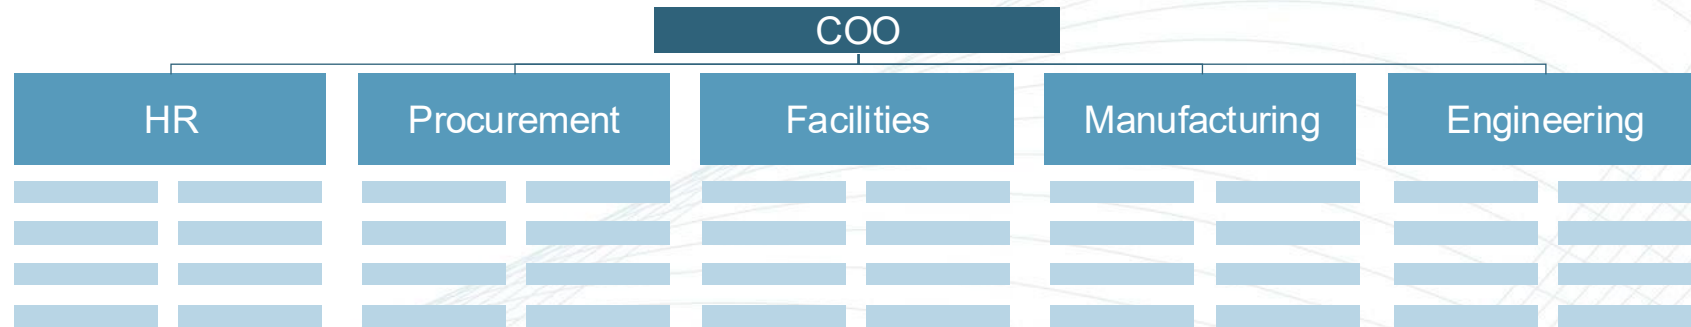 COO
HR
Procurement
Facilities
Manufacturing
Engineering